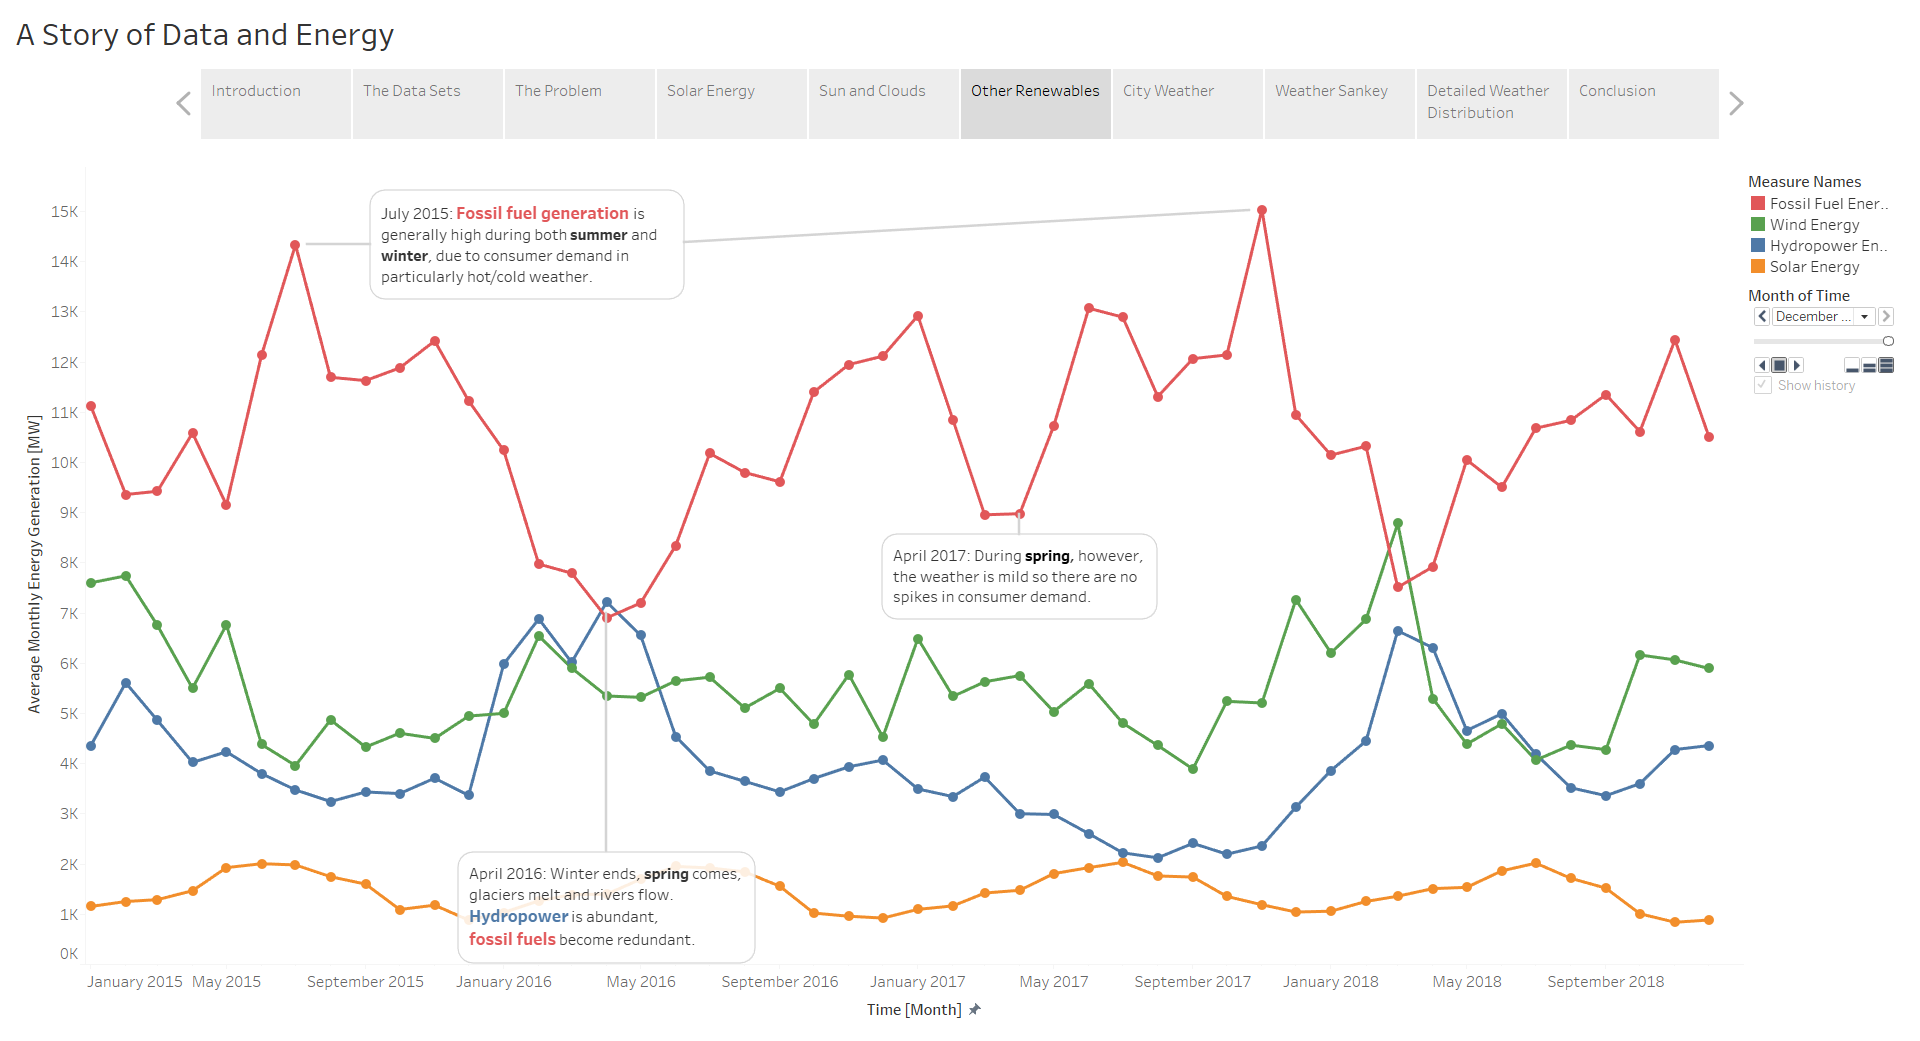 A Story of Data and Energy
Introduction
The Data Sets
The Problem
Solar Energy
Sun and Clouds
Other Renewables
City Weather
Weather Sankey
Detailed Weather
Distribution
Conclusion
Average Monthly Energy Generation [MW]
15K
14K
13K
12K
11K
10K
9K
8K
7K
6K
5K
4K
3K
2K
1K
0K
July 2015: Fossil fuel generation is
generally high during both summer and
winter, due to consumer demand in
particularly hot/cold weather.
April 2017: During spring, however,
the weather is mild so there are no
spikes in consumer demand.
April 2016: Winter ends, spring comes,
glaciers melt and rivers flow.
Hydropower is abundant,
fossil fuels become redundant.
January 2015
May 2015
September 2015
January 2016
May 2016
September 2016
January 2017
May 2017
September 2017
January 2018
May 2018
September 2018
Time [Month]
Measure Names
Fossil Fuel Ener..
Wind Energy
Hydropower En..
Solar Energy
Month of Time
December ...
Show history